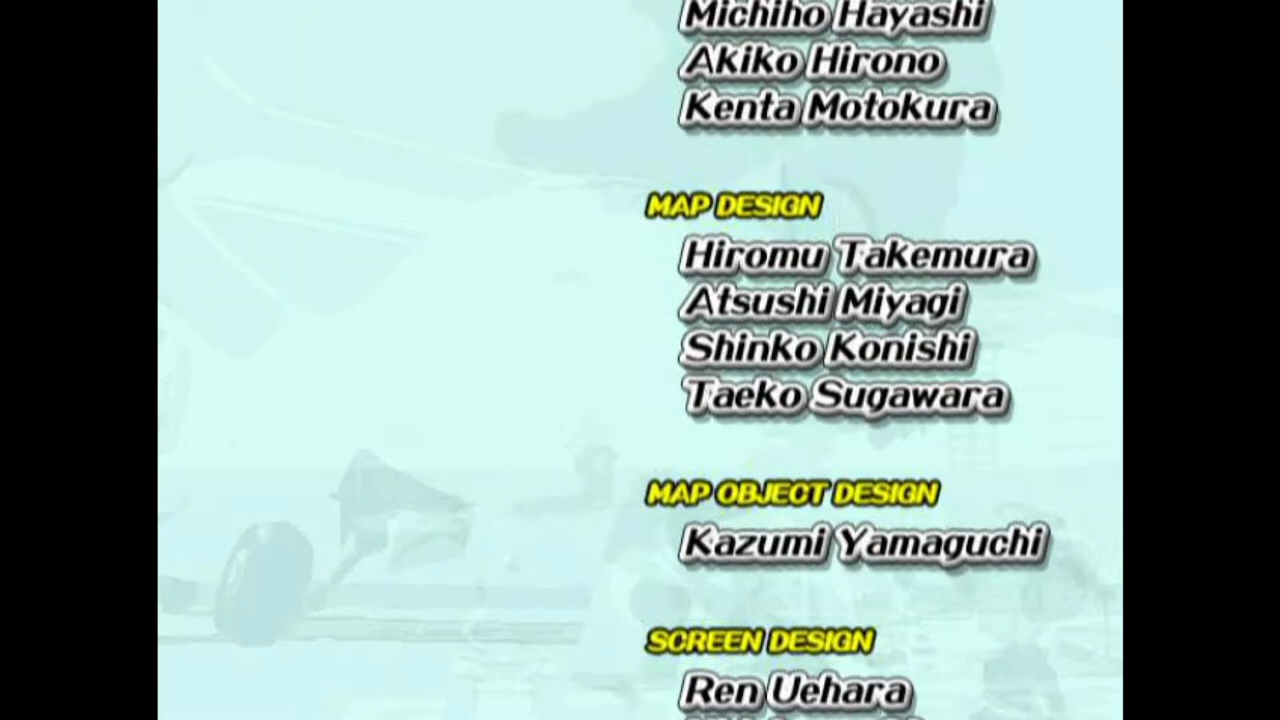 Michiho Hayashi
Akiko Hirono
Kenta Motokura
MAP DESIGN
Hiromu Takemura
Atsushi Miyagi
Shinko Konishi
Taeko Sugawara
MAP OBJECT DESIGN
Kazumi Yamaguchi
SCREEN DESIGN
Ren Uehara